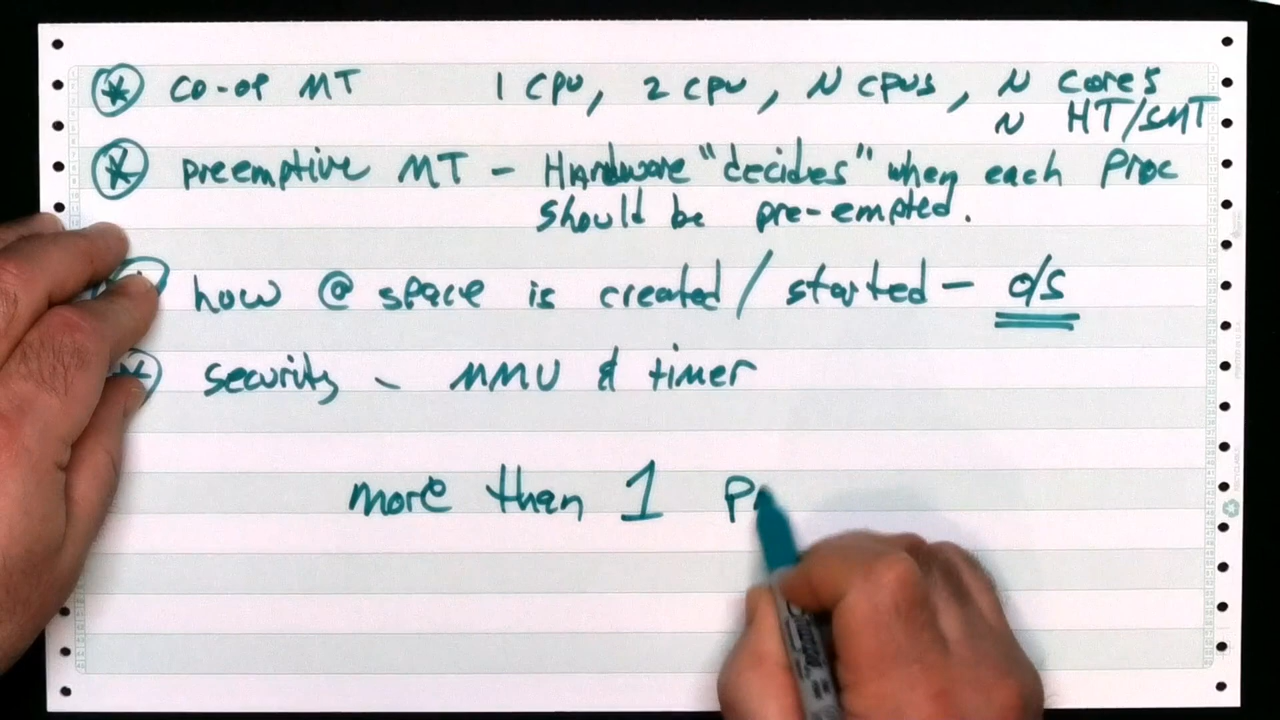 * co-op MT 1 CPU, 2 CPU, N CPUs, N Cores
N HT/SMT
* preemptive MT - Hardware "decides" when each Proc
should be pre-empted.
how @ space is created / started - o/s
* security - MMU & timer
more than 1 Pr